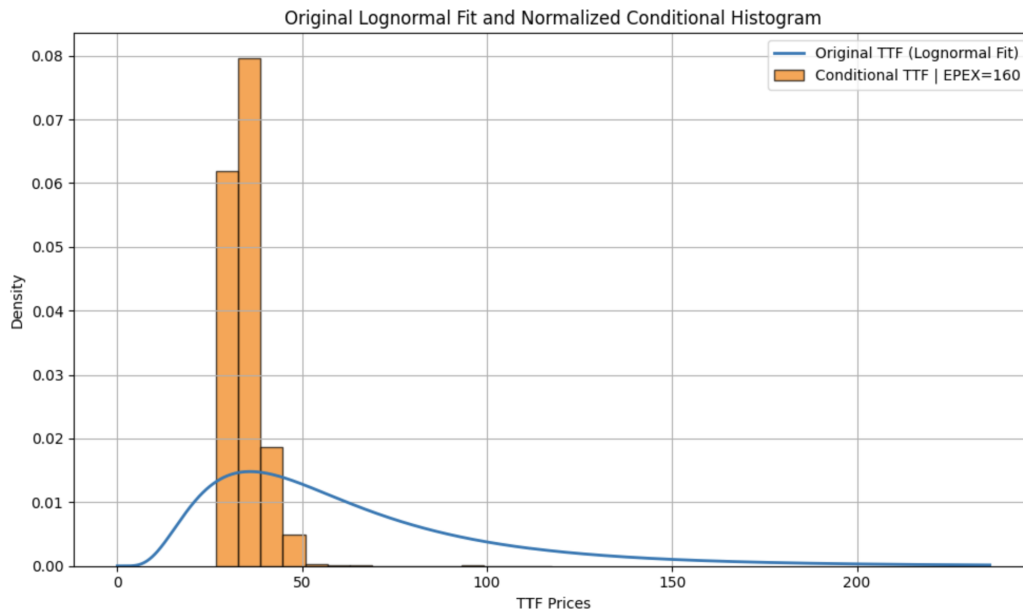 Original Lognormal Fit and Normalized Conditional Histogram
Original TTF (Lognormal Fit)
Conditional TTF | EPEX=160
Density
0.08
0.07
0.06
0.05
0.04
0.03
0.02
0.01
0.00
0
50
100
150
200
TTF Prices